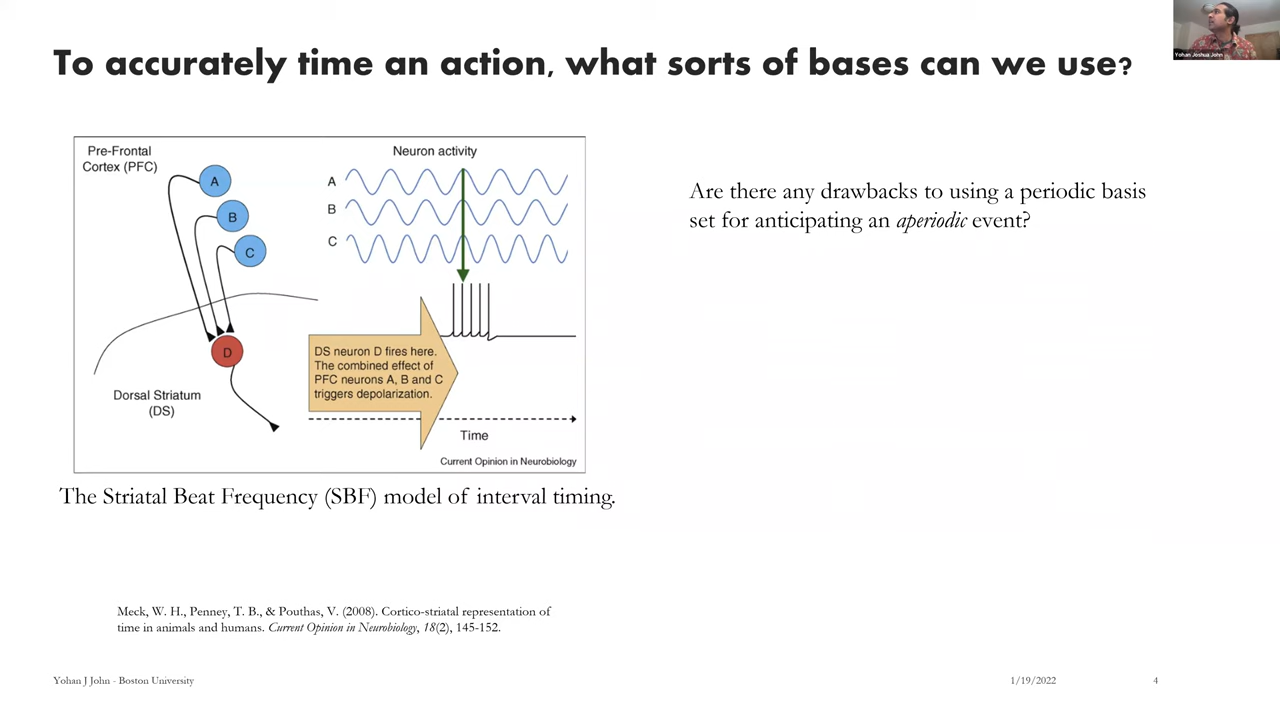 Yohan Joshua John
To accurately time an action, what sorts of bases can we use?
Pre-Frontal
Cortex (PFC)
A
B
C
D
Dorsal Striatum
(DS)
Neuron activity
A
B
C
DS neuron D fires here.
The combined effect of
PFC neurons A, B and C
triggers depolarization.
Time
Current Opinion in Neurobiology
The Striatal Beat Frequency (SBF) model of interval timing.
Are there any drawbacks to using a periodic basis
set for anticipating an aperiodic event?
Meck, W. H., Penney, T. B., & Pouthas, V. (2008). Cortico-striatal representation of
time in animals and humans. Current Opinion in Neurobiology, 18(2), 145-152.
Yohan J John - Boston University
1/19/2022
4